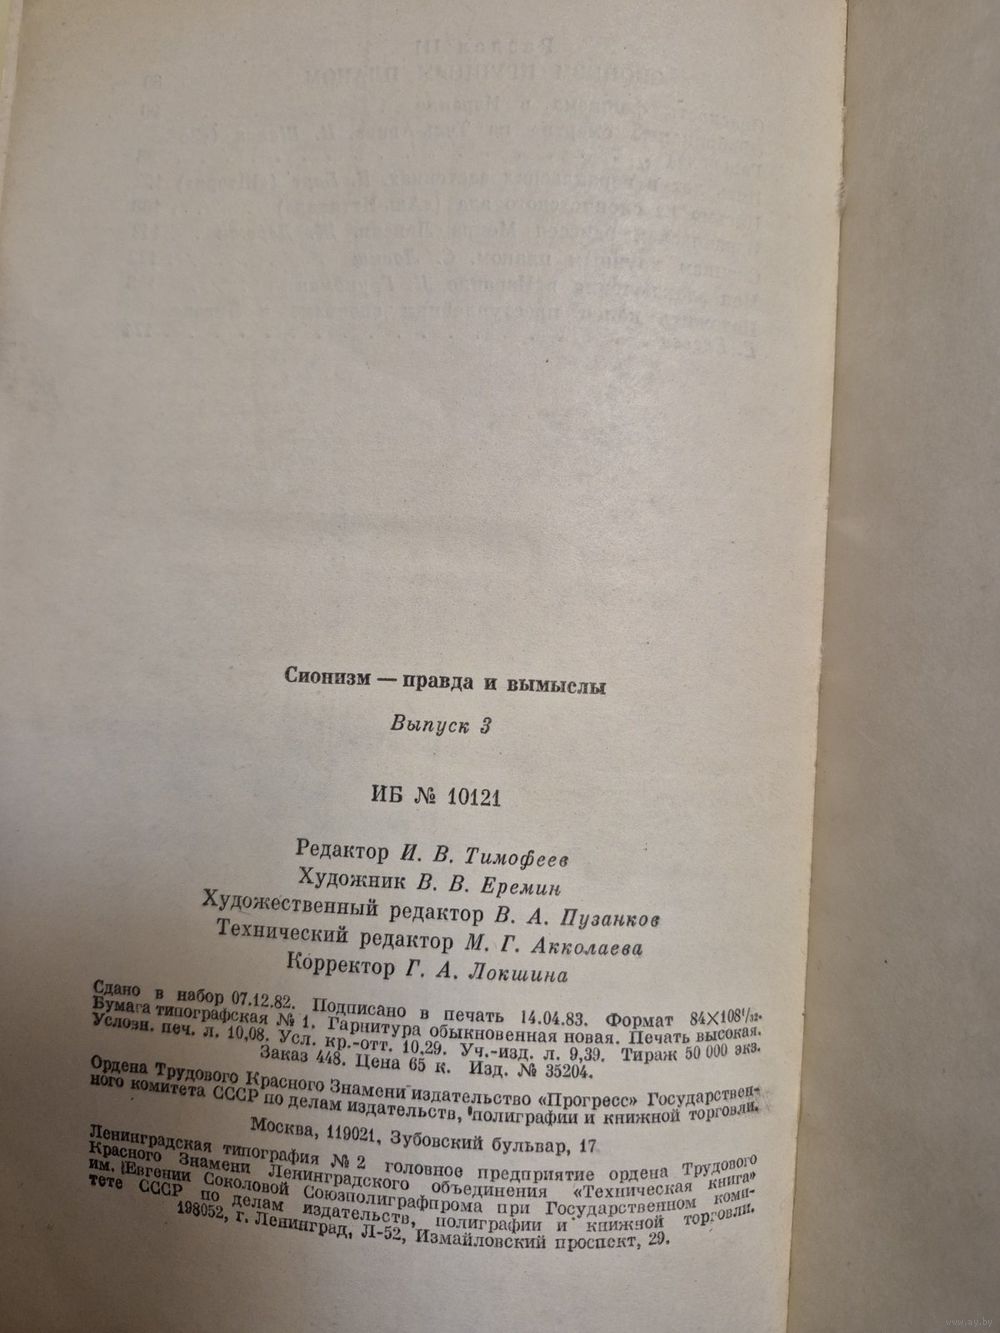 Сионизм — правда и вымыслы
Выпуск 3
ИБ № 10121
Редактор И. В. Тимофеев
Художник В. В. Еремин
Художественный редактор В. А. Пузанков
Технический редактор М. Г. Акколаева
Корректор Г. А. Локшина
Сдано в набор 07.12.82. Подписано в печать 14.04.83. Формат 84×108¹/₃₂.
Бумага типографская № 1. Гарнитура обыкновенная новая. Печать высокая.
Условн. печ. л. 10,08. Усл. кр.-отт. 10.29. Уч.-изд. л. 9,39. Тираж 50 000 экз.
Заказ 448. Цена 65 к. Изд. № 35204.
Ордена Трудового Красного Знамени издательство «Прогресс» Государствен-
ного комитета СССР по делам издательств, полиграфии и книжной торговли.
Москва, 119021, Зубовский бульвар, 17
Ленинградская типография № 2 головное предприятие ордена Трудового
Красного Знамени Ленинградского объединения «Техническая книга»
им. Евгении Соколовой Союзполиграфпрома при Государственном коми-
тете СССР по делам издательств, полиграфии и книжной торговли.
198052, г. Ленинград, Л-52, Измайловский проспект, 29.
www.ay.by